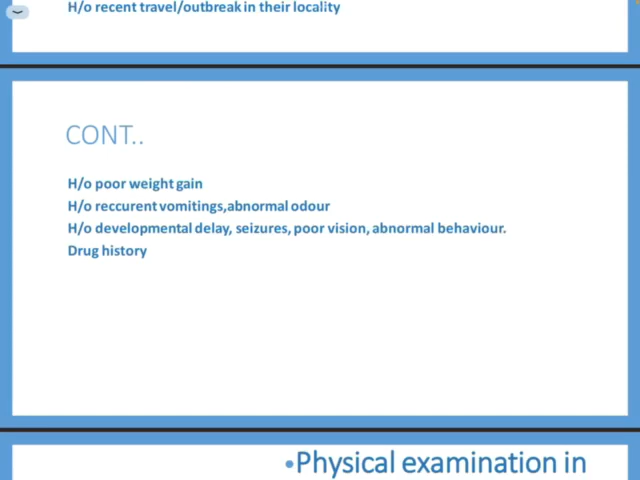 H/o recent travel/outbreak in their locality
CONT..
H/o poor weight gain
H/o reccurent vomitings,abnormal odour
H/o developmental delay, seizures, poor vision, abnormal behaviour.
Drug history
•Physical examination in